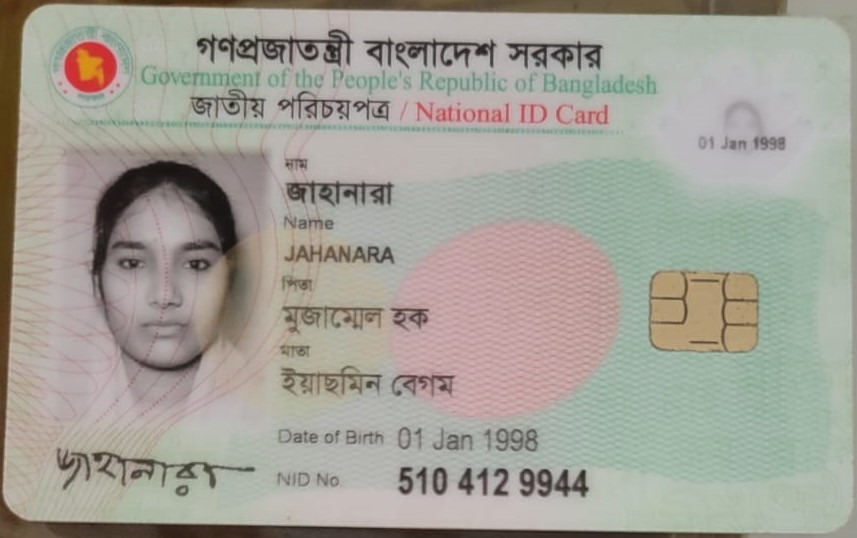 গণপ্রজাতন্ত্রী বাংলাদেশ সরকার
Government of the People's Republic of Bangladesh
জাতীয় পরিচয়পত্র / National ID Card
01 Jan 1998
নাম
জাহানারা
Name
JAHANARA
পিতা
মুজাম্মেল হক
মাতা
ইয়াছমিন বেগম
Date of Birth 01 Jan 1998
জাহানারা
NID No. 510 412 9944